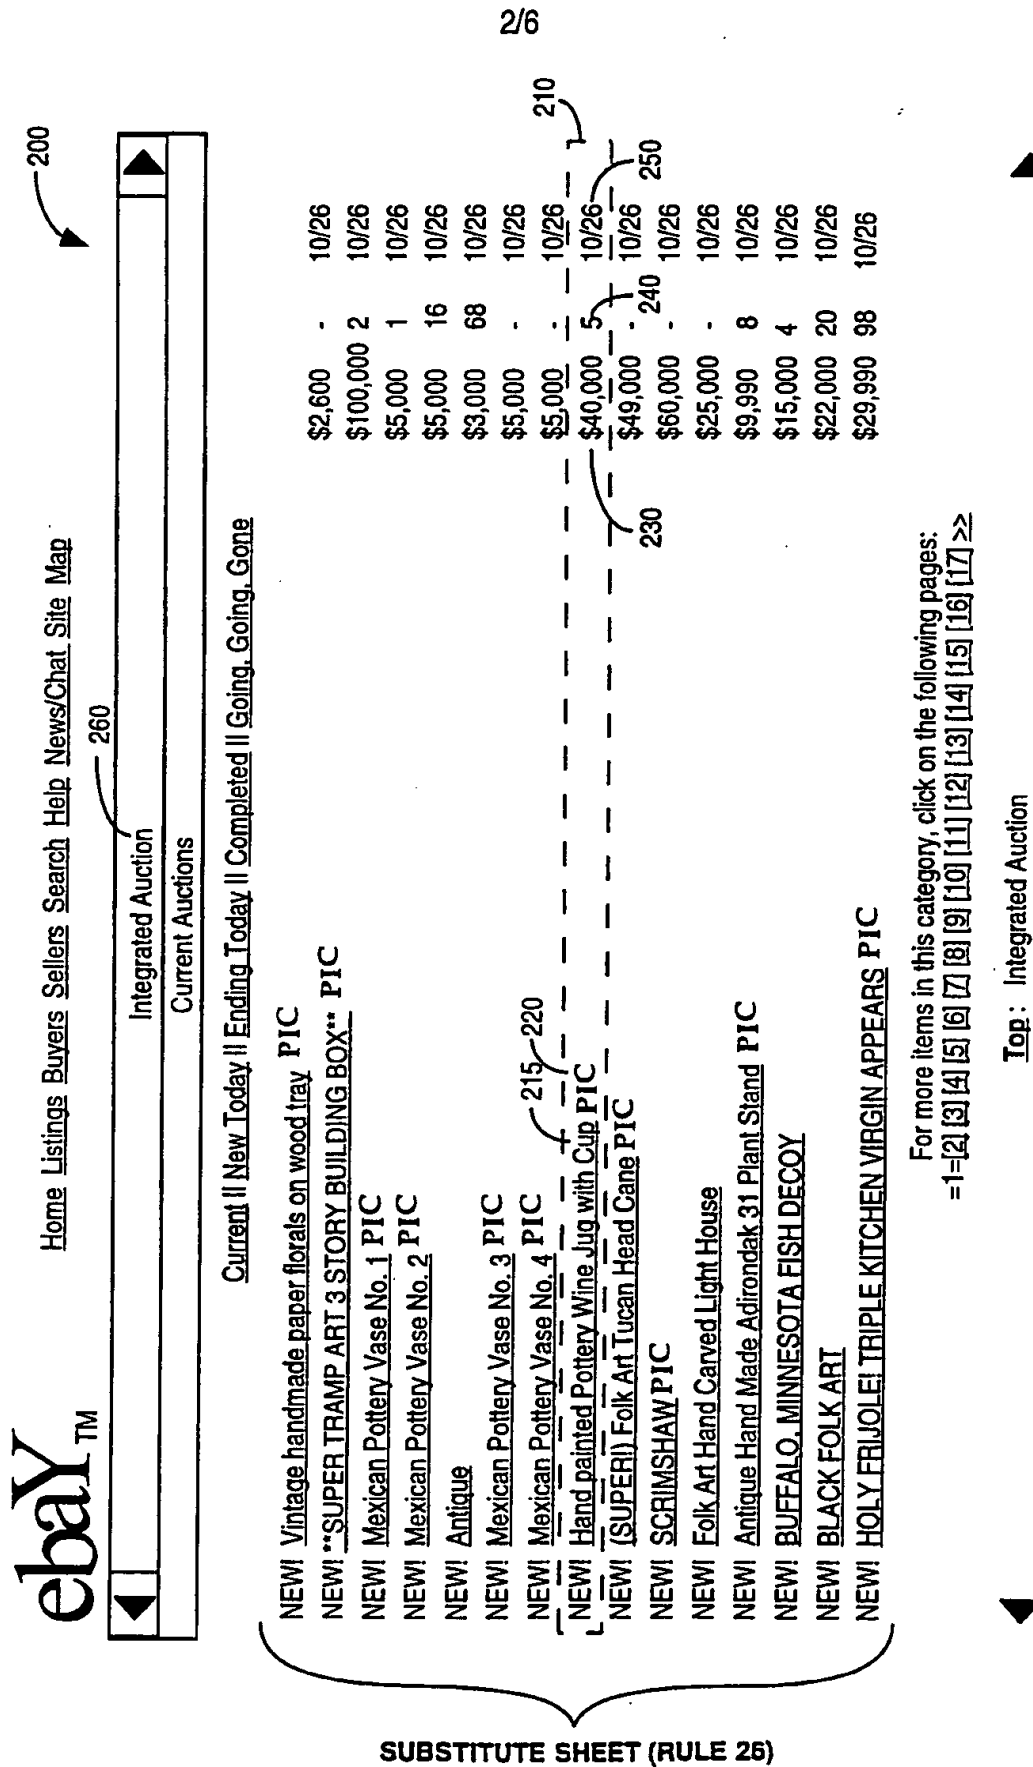 2/6
ebaY TM
Home Listings Buyers Sellers Search Help News/Chat Site Map
200
260
Integrated Auction
Current Auctions
Current || New Today || Ending Today || Completed || Going, Going, Gone
NEW! Vintage handmade paper florals on wood tray PIC $2,600 - 10/26
NEW! **SUPER TRAMP ART 3 STORY BUILDING BOX** PIC $100,000 2 10/26
NEW! Mexican Pottery Vase No. 1 PIC $5,000 1 10/26
NEW! Mexican Pottery Vase No. 2 PIC $5,000 16 10/26
NEW! Antique $3,000 68 10/26
NEW! Mexican Pottery Vase No. 3 PIC $5,000 - 10/26
NEW! Mexican Pottery Vase No. 4 PIC $5,000 - 10/26
215 220 210
NEW! Hand painted Pottery Wine Jug with Cup PIC $40,000 5 10/26
NEW! (SUPER!) Folk Art Tucan Head Cane PIC $49,000 - 10/26
230 240 250
NEW! SCRIMSHAW PIC $60,000 - 10/26
NEW! Folk Art Hand Carved Light House $25,000 - 10/26
NEW! Antique Hand Made Adirondak 31 Plant Stand PIC $9,990 8 10/26
NEW! BUFFALO, MINNESOTA FISH DECOY $15,000 4 10/26
NEW! BLACK FOLK ART $22,000 20 10/26
NEW! HOLY FRIJOLE! TRIPLE KITCHEN VIRGIN APPEARS PIC $29,990 98 10/26
For more items in this category, click on the following pages:
=1=[2] [3] [4] [5] [6] [7] [8] [9] [10] [11] [12] [13] [14] [15] [16] [17] >>
Top : Integrated Auction
SUBSTITUTE SHEET (RULE 26)